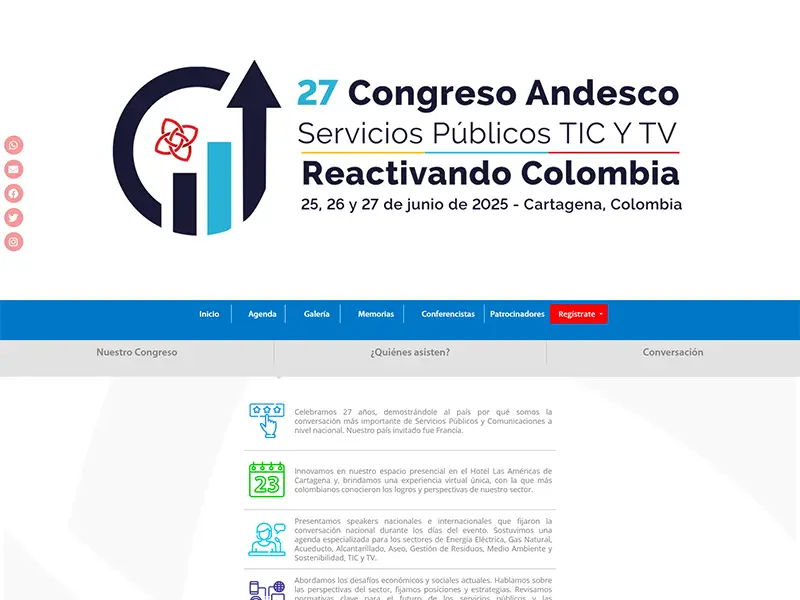 27 Congreso Andesco
Servicios Públicos TIC Y TV
Reactivando Colombia
25, 26 y 27 de junio de 2025 - Cartagena, Colombia
Inicio
Agenda
Galería
Memorias
Conferencistas
Patrocinadores
Regístrate
Nuestro Congreso
¿Quiénes asisten?
Conversación
Celebramos 27 años, demostrándole al país por qué somos la
conversación más importante de Servicios Públicos y Comunicaciones a
nivel nacional. Nuestro país invitado fue Francia.
23
Innovamos en nuestro espacio presencial en el Hotel Las Américas de
Cartagena y, brindamos una experiencia virtual única, con la que más
colombianos conocieron los logros y perspectivas de nuestro sector.
Presentamos speakers nacionales e internacionales que fijaron la
conversación nacional durante los días del evento. Sostuvimos una
agenda especializada para los sectores de Energía Eléctrica, Gas Natural,
Acueducto, Alcantarillado, Aseo, Gestión de Residuos, Medio Ambiente y
Sostenibilidad, TIC y TV.
Abordamos los desafíos económicos y sociales actuales. Hablamos sobre
las perspectivas del sector, fijamos posiciones y estrategias. Revisamos
normativas clave para el futuro de los servicios públicos y las